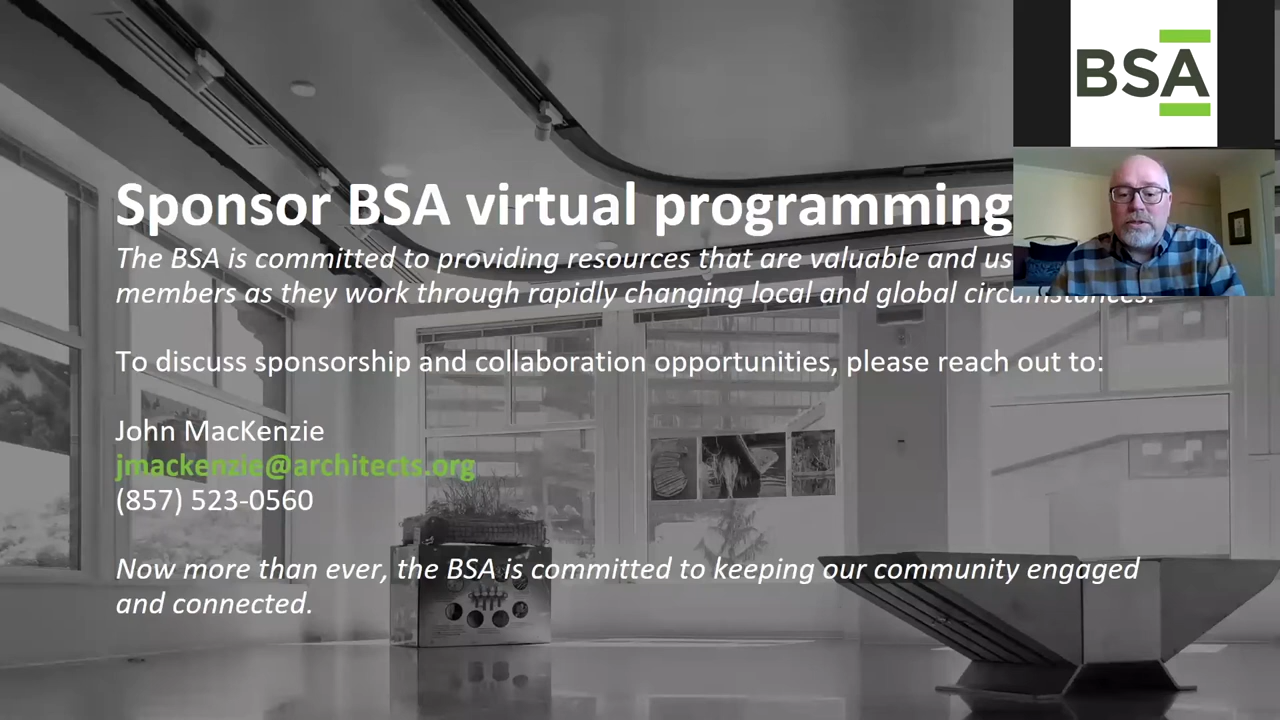 BSA
Sponsor BSA virtual programming
The BSA is committed to providing resources that are valuable and us
members as they work through rapidly changing local and global circumstances.
To discuss sponsorship and collaboration opportunities, please reach out to:
John MacKenzie
jmackenzie@architects.org
(857) 523-0560
Now more than ever, the BSA is committed to keeping our community engaged
and connected.